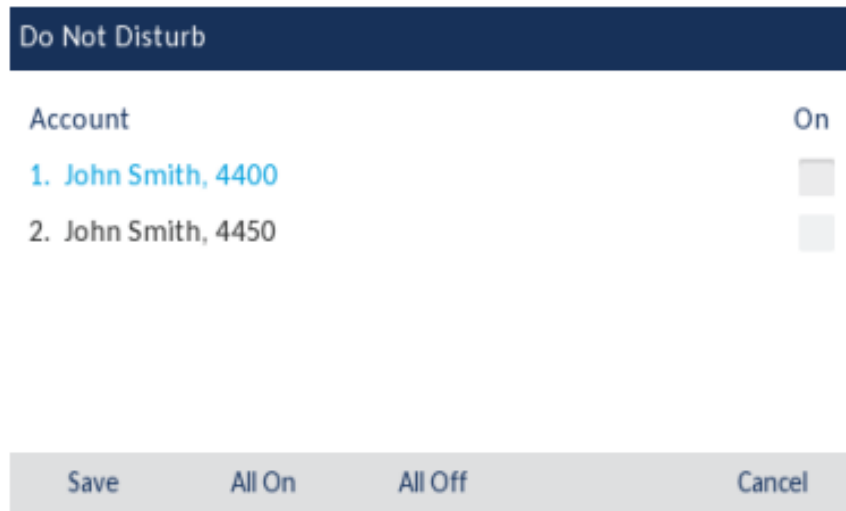 Do Not Disturb
Account On
1. John Smith, 4400
2. John Smith, 4450
Save All On All Off Cancel